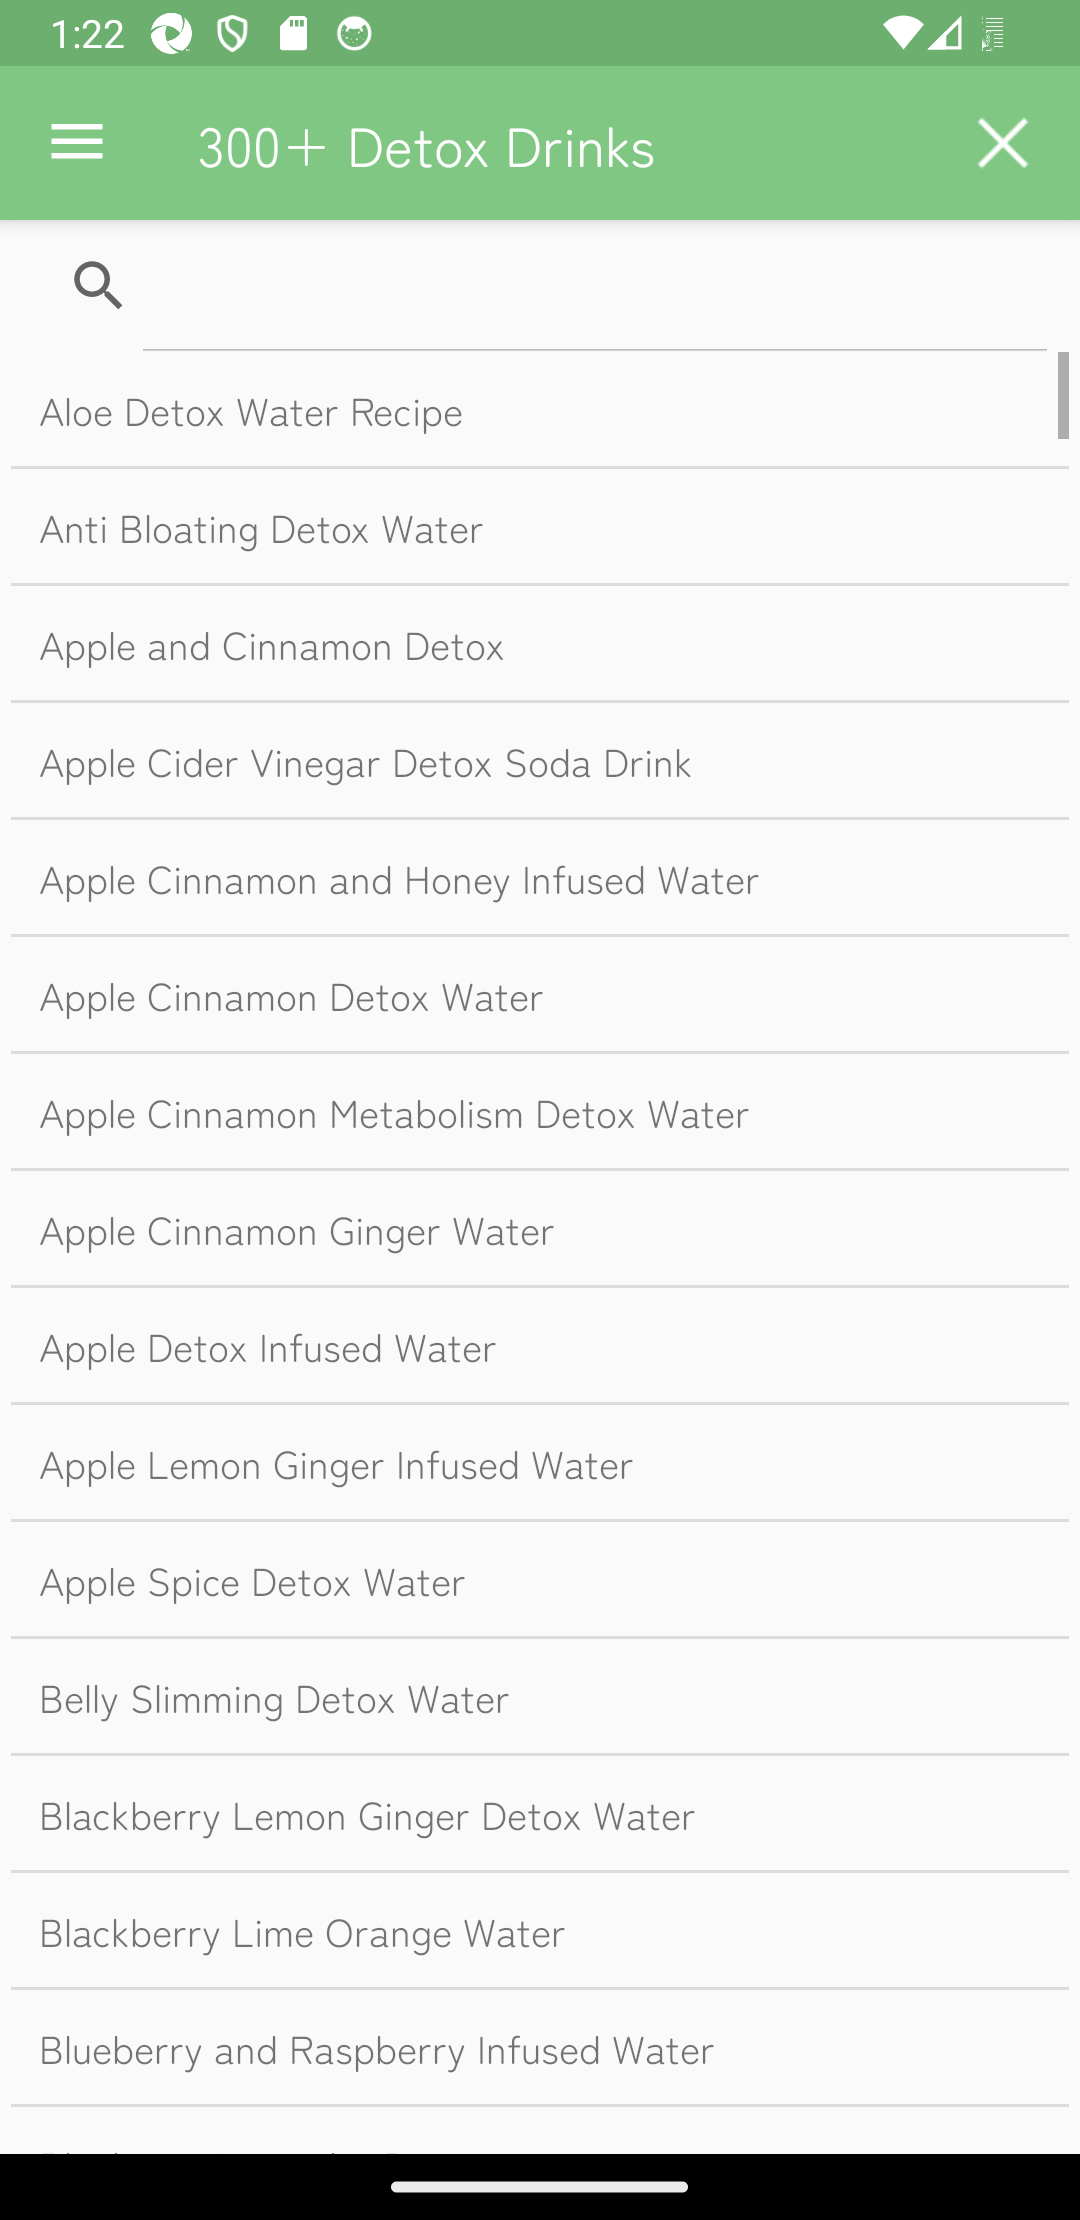 1:22
300+ Detox Drinks
Aloe Detox Water Recipe
Anti Bloating Detox Water
Apple and Cinnamon Detox
Apple Cider Vinegar Detox Soda Drink
Apple Cinnamon and Honey Infused Water
Apple Cinnamon Detox Water
Apple Cinnamon Metabolism Detox Water
Apple Cinnamon Ginger Water
Apple Detox Infused Water
Apple Lemon Ginger Infused Water
Apple Spice Detox Water
Belly Slimming Detox Water
Blackberry Lemon Ginger Detox Water
Blackberry Lime Orange Water
Blueberry and Raspberry Infused Water